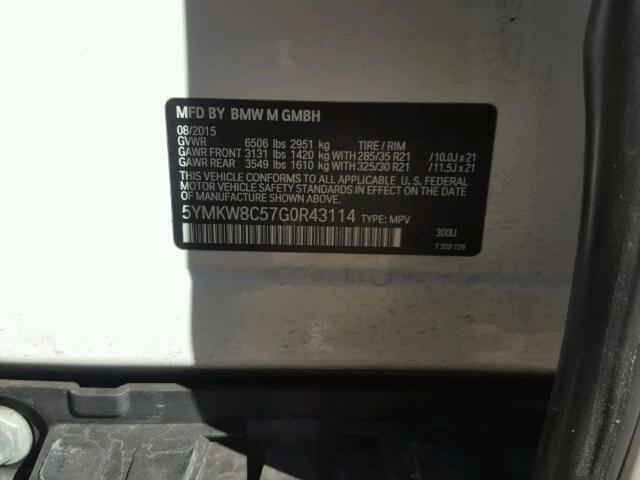 MFD BY BMW M GMBH
08/2015
GVWR 6506 lbs 2951 kg TIRE / RIM
GAWR FRONT 3131 lbs 1420 kg WITH 285/35 R21 /10.0J x 21
GAWR REAR 3549 lbs 1610 kg WITH 325/30 R21 /11.5J x 21
THIS VEHICLE CONFORMS TO ALL APPLICABLE U.S. FEDERAL
MOTOR VEHICLE SAFETY STANDARDS IN EFFECT ON THE DATE
OF MANUFACTURE SHOWN ABOVE.
5YMKW8C57G0R43114 TYPE: MPV
300U
7 320 729